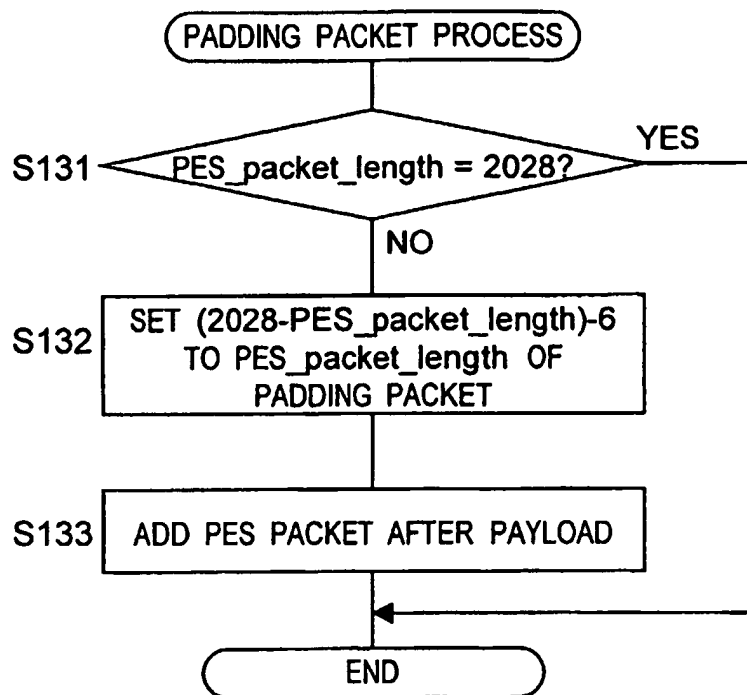 PADDING PACKET PROCESS
YES
S131
PES_packet_length = 2028?
NO
S132
SET (2028-PES_packet_length)-6
TO PES_packet_length OF
PADDING PACKET
S133
ADD PES PACKET AFTER PAYLOAD
END